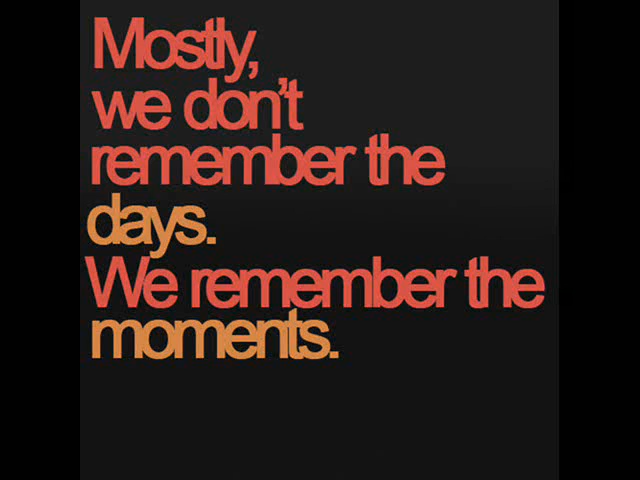 Mostly,
we don't
remember the
days.
We remember the
moments.